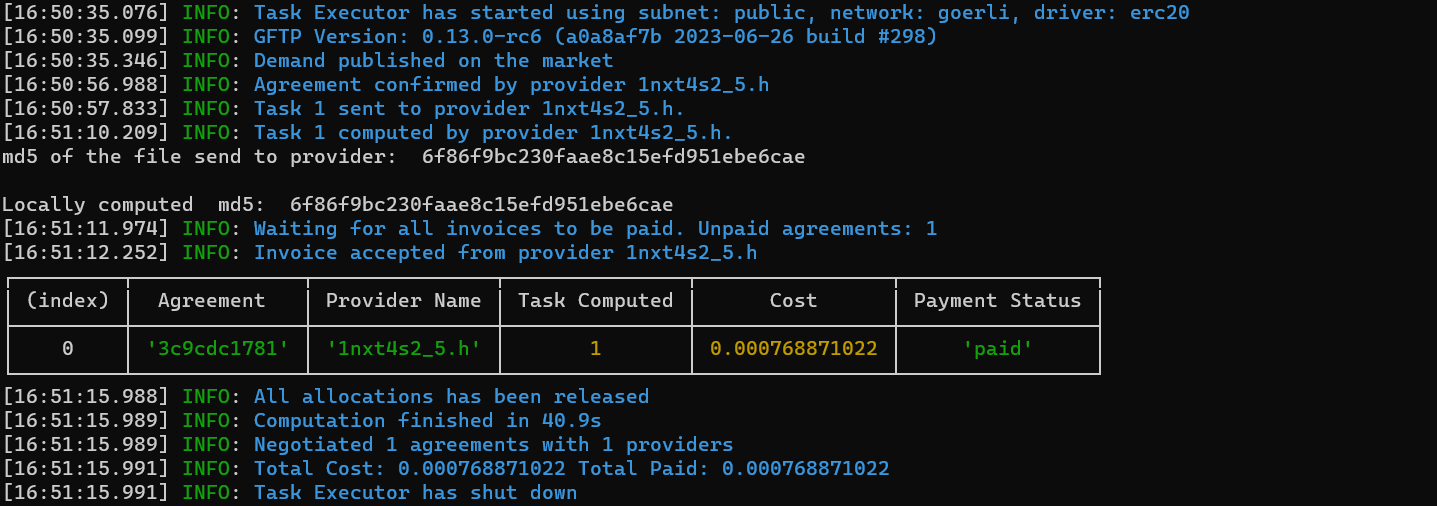 [16:50:35.076] INFO: Task Executor has started using subnet: public, network: goerli, driver: erc20
[16:50:35.099] INFO: GFTP Version: 0.13.0-rc6 (a0a8af7b 2023-06-26 build #298)
[16:50:35.346] INFO: Demand published on the market
[16:50:56.988] INFO: Agreement confirmed by provider 1nxt4s2_5.h
[16:50:57.833] INFO: Task 1 sent to provider 1nxt4s2_5.h.
[16:51:10.209] INFO: Task 1 computed by provider 1nxt4s2_5.h.
md5 of the file send to provider:  6f86f9bc230faae8c15efd951ebe6cae
Locally computed  md5:  6f86f9bc230faae8c15efd951ebe6cae
[16:51:11.974] INFO: Waiting for all invoices to be paid. Unpaid agreements: 1
[16:51:12.252] INFO: Invoice accepted from provider 1nxt4s2_5.h
(index) Agreement Provider Name Task Computed Cost Payment Status
0 '3c9cdc1781' '1nxt4s2_5.h' 1 0.000768871022 'paid'
[16:51:15.988] INFO: All allocations has been released
[16:51:15.989] INFO: Computation finished in 40.9s
[16:51:15.989] INFO: Negotiated 1 agreements with 1 providers
[16:51:15.991] INFO: Total Cost: 0.000768871022 Total Paid: 0.000768871022
[16:51:15.991] INFO: Task Executor has shut down